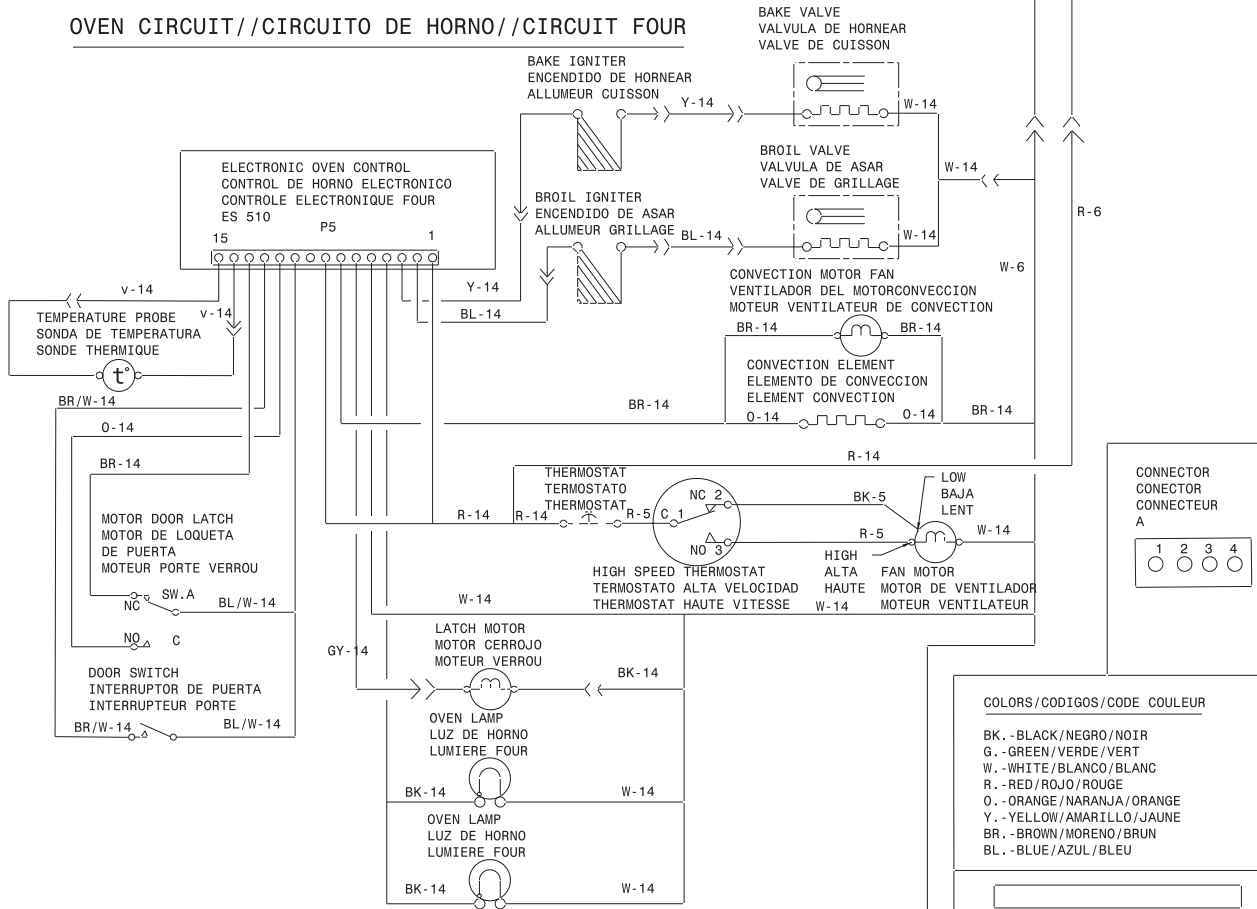 OVEN CIRCUIT//CIRCUITO DE HORNO//CIRCUIT FOUR
BAKE VALVE
VALVULA DE HORNEAR
VALVE DE CUISSON
BAKE IGNITER
ENCENDIDO DE HORNEAR
ALLUMEUR CUISSON
Y-14
W-14
ELECTRONIC OVEN CONTROL
CONTROL DE HORNO ELECTRONICO
CONTROLE ELECTRONIQUE FOUR
ES 510
P5
15
1
BROIL VALVE
VALVULA DE ASAR
VALVE DE GRILLAGE
W-14
BROIL IGNITER
ENCENDIDO DE ASAR
ALLUMEUR GRILLAGE
BL-14
W-14
R-6
W-6
CONVECTION MOTOR FAN
VENTILADOR DEL MOTORCONVECCION
MOTEUR VENTILATEUR DE CONVECTION
v-14
Y-14
v-14
BL-14
TEMPERATURE PROBE
SONDA DE TEMPERATURA
SONDE THERMIQUE
t°
BR-14
BR-14
CONVECTION ELEMENT
ELEMENTO DE CONVECCION
ELEMENT CONVECTION
BR/W-14
BR-14
O-14
O-14
BR-14
O-14
BR-14
R-14
THERMOSTAT
TERMOSTATO
THERMOSTAT
T
R-14
R-14
R-5
C 1
NC 2
NO 3
BK-5
R-5
LOW
BAJA
LENT
W-14
HIGH
ALTA
HAUTE
FAN MOTOR
MOTOR DE VENTILADOR
MOTEUR VENTILATEUR
HIGH SPEED THERMOSTAT
TERMOSTATO ALTA VELOCIDAD
THERMOSTAT HAUTE VITESSE
CONNECTOR
CONECTOR
CONNECTEUR
A
1 2 3 4
MOTOR DOOR LATCH
MOTOR DE LOQUETA
DE PUERTA
MOTEUR PORTE VERROU
SW.A
NC
BL/W-14
NO
C
W-14
W-14
GY-14
LATCH MOTOR
MOTOR CERROJO
MOTEUR VERROU
BK-14
DOOR SWITCH
INTERRUPTOR DE PUERTA
INTERRUPTEUR PORTE
BR/W-14
BL/W-14
OVEN LAMP
LUZ DE HORNO
LUMIERE FOUR
BK-14
W-14
OVEN LAMP
LUZ DE HORNO
LUMIERE FOUR
BK-14
W-14
COLORS/CODIGOS/CODE COULEUR
BK.-BLACK/NEGRO/NOIR
G.-GREEN/VERDE/VERT
W.-WHITE/BLANCO/BLANC
R.-RED/ROJO/ROUGE
O.-ORANGE/NARANJA/ORANGE
Y.-YELLOW/AMARILLO/JAUNE
BR.-BROWN/MORENO/BRUN
BL.-BLUE/AZUL/BLEU